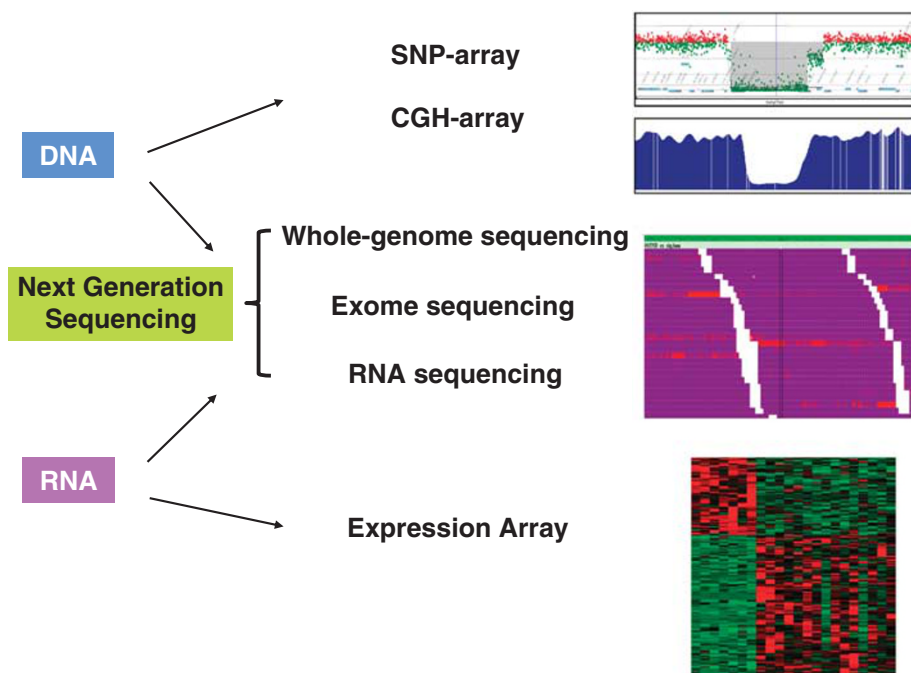 SNP-array
CGH-array
DNA
Whole-genome sequencing
Next Generation
Sequencing
Exome sequencing
RNA sequencing
RNA
Expression Array